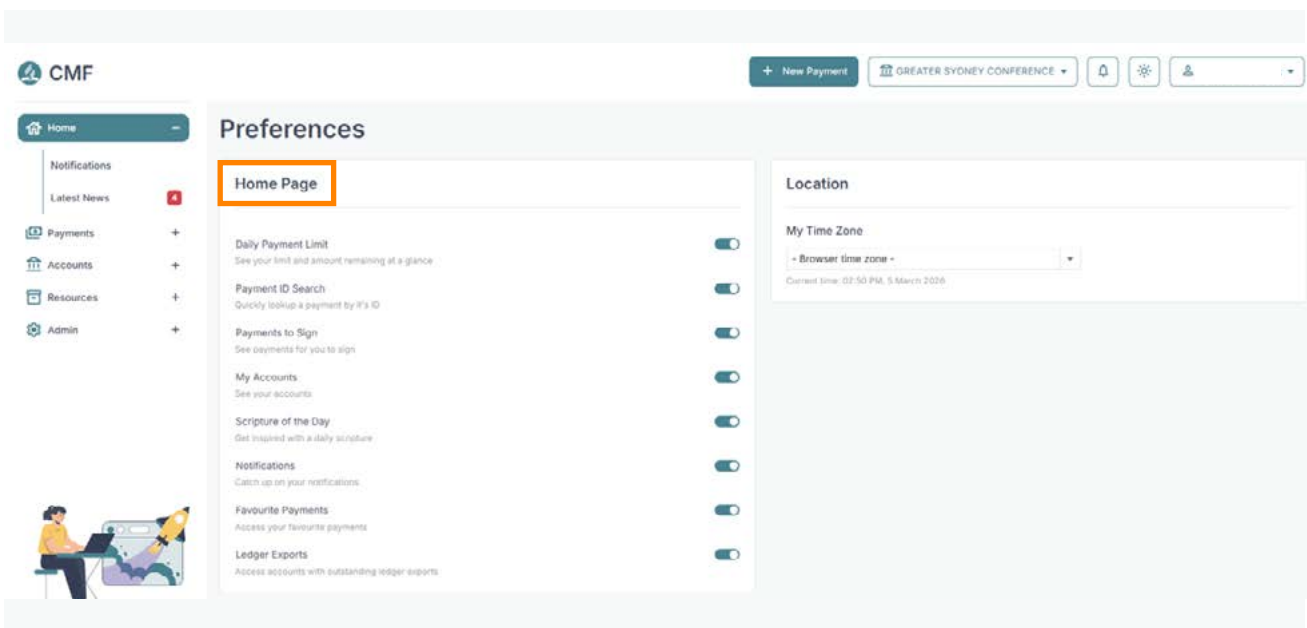 CMF
+ New Payment
GREATER SYDNEY CONFERENCE
Home
Notifications
Latest News 4
Payments +
Accounts +
Resources +
Admin +
Preferences
Home Page
Daily Payment Limit
See your limit and amount remaining at a glance
Payment ID Search
Quickly lookup a payment by it's ID
Payments to Sign
See payments for you to sign
My Accounts
See your accounts
Scripture of the Day
Get inspired with a daily scripture
Notifications
Catch up on your notifications
Favourite Payments
Access your favourite payments
Ledger Exports
Access accounts with outstanding ledger exports
Location
My Time Zone
- Browser time zone -
Current time: 02:50 PM, 5 March 2026